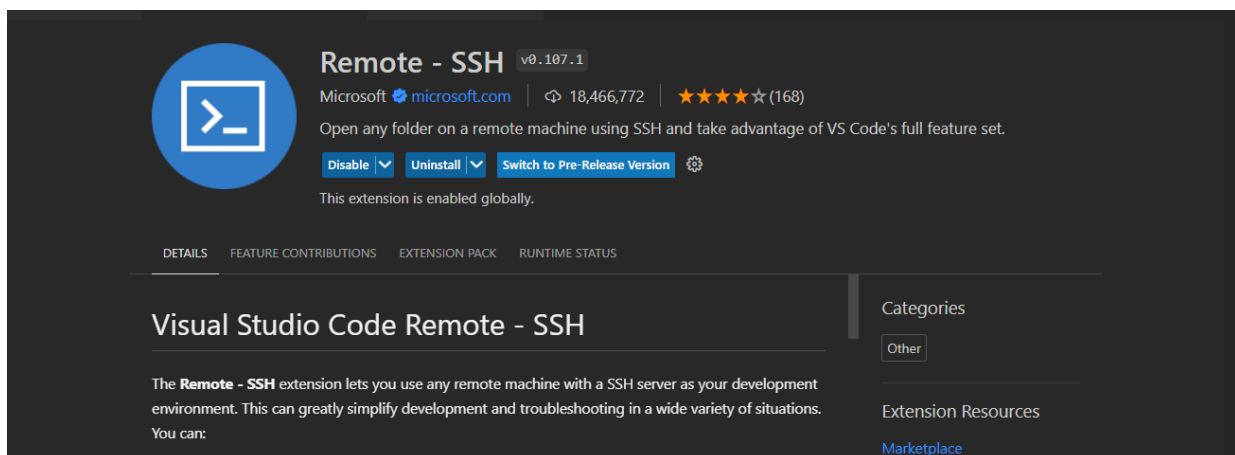 Remote - SSH v0.107.1
Microsoft microsoft.com 18,466,772 (168)
Open any folder on a remote machine using SSH and take advantage of VS Code's full feature set.
Disable Uninstall Switch to Pre-Release Version
This extension is enabled globally.
DETAILS FEATURE CONTRIBUTIONS EXTENSION PACK RUNTIME STATUS
Visual Studio Code Remote - SSH
The Remote - SSH extension lets you use any remote machine with a SSH server as your development
environment. This can greatly simplify development and troubleshooting in a wide variety of situations.
You can:
Categories
Other
Extension Resources
Marketplace